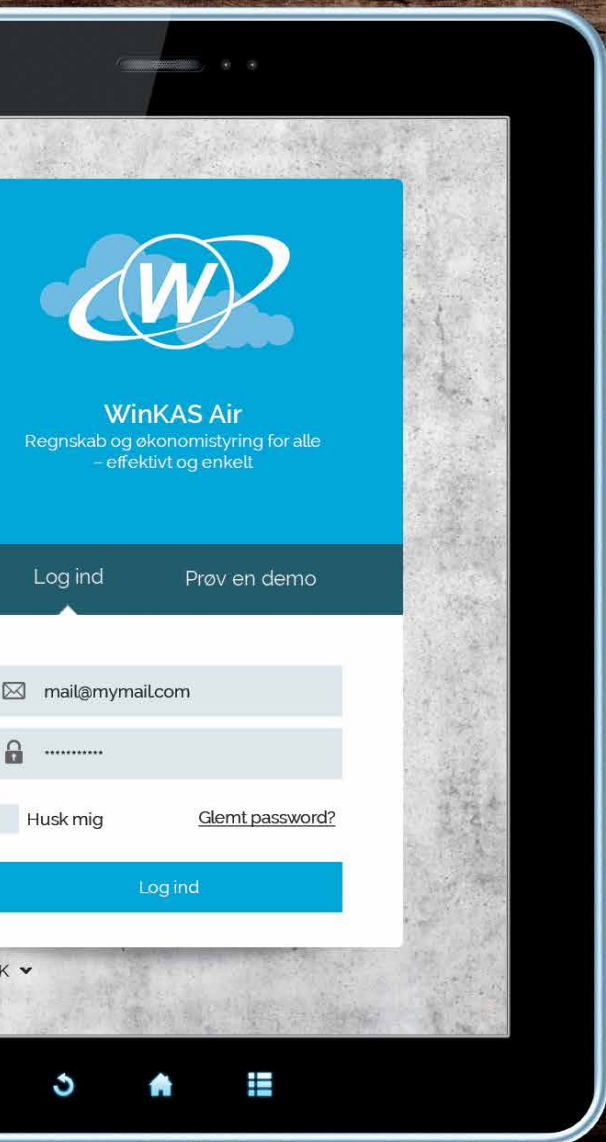 W
WinKAS Air
Regnskab og økonomistyring for alle
– effektivt og enkelt
Log ind
Prøv en demo
mail@mymail.com
***********
Husk mig
Glemt password?
Log ind
K